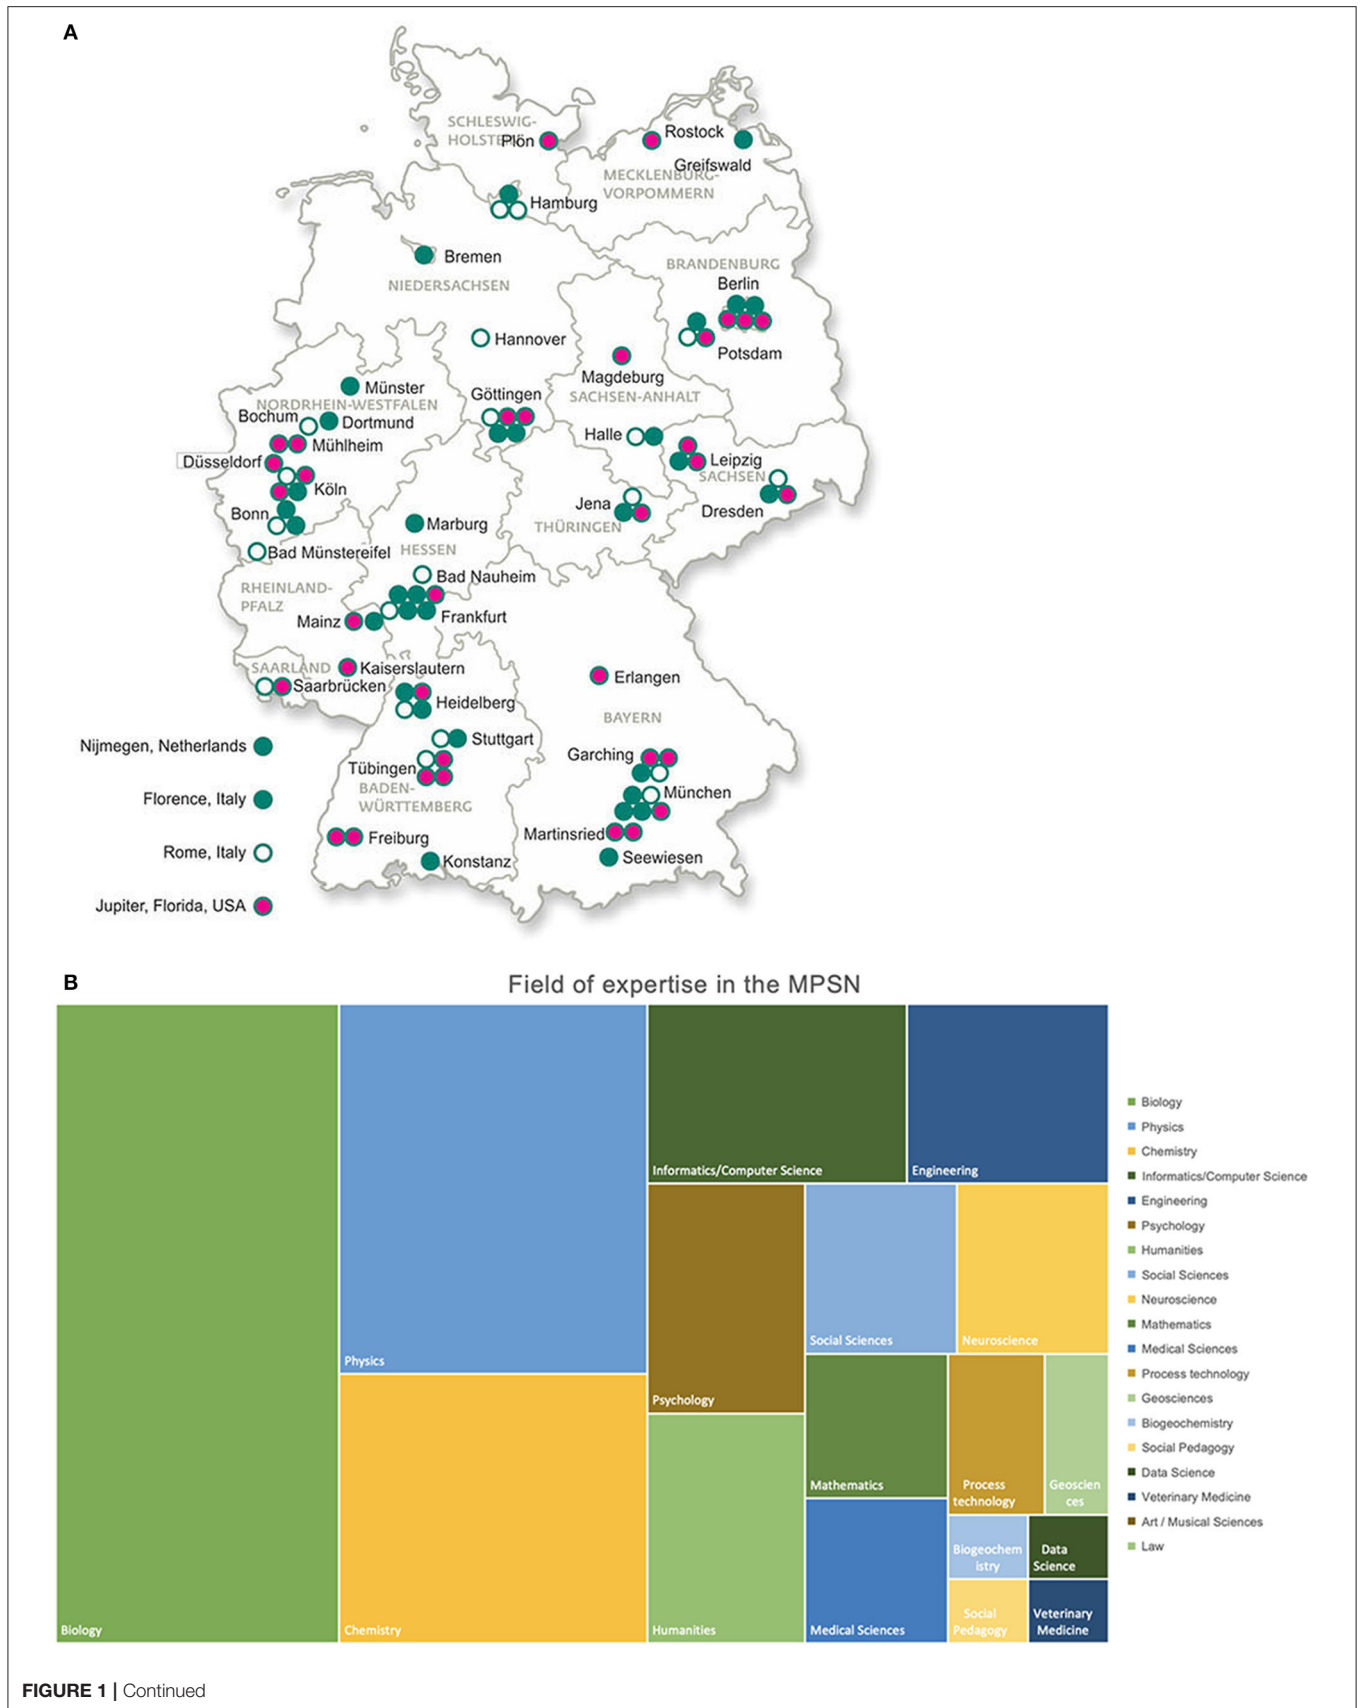 A
SCHLESWIG-
HOLSTEIN
Plön
Rostock
Greifswald
MECKLENBURG-
VORPOMMERN
Hamburg
Bremen
NIEDERSACHSEN
BRANDENBURG
Berlin
Hannover
Potsdam
Magdeburg
SACHSEN-ANHALT
Münster
NORDRHEIN-WESTFALEN
Göttingen
Bochum
Dortmund
Mühlheim
Halle
Düsseldorf
Leipzig
SACHSEN
Köln
Jena
Dresden
Bonn
Marburg
THÜRINGEN
HESSEN
Bad Münstereifel
Bad Nauheim
RHEINLAND-
PFALZ
Mainz
Frankfurt
SAARLAND
Kaiserslautern
Saarbrücken
Erlangen
Heidelberg
BAYERN
Stuttgart
Nijmegen, Netherlands
Garching
Tübingen
BADEN-
WÜRTTEMBERG
Florence, Italy
München
Martinsried
Freiburg
Rome, Italy
Seewiesen
Konstanz
Jupiter, Florida, USA
B
Field of expertise in the MPSN
Biology
Physics
Chemistry
Informatics/Computer Science
Engineering
Psychology
Humanities
Social Sciences
Neuroscience
Mathematics
Medical Sciences
Process
technology
Geoscien
ces
Biogeochem
istry
Data
Science
Social
Pedagogy
Veterinary
Medicine
Biology
Physics
Chemistry
Informatics/Computer Science
Engineering
Psychology
Humanities
Social Sciences
Neuroscience
Mathematics
Medical Sciences
Process technology
Geosciences
Biogeochemistry
Social Pedagogy
Data Science
Veterinary Medicine
Art / Musical Sciences
Law
FIGURE 1 | Continued